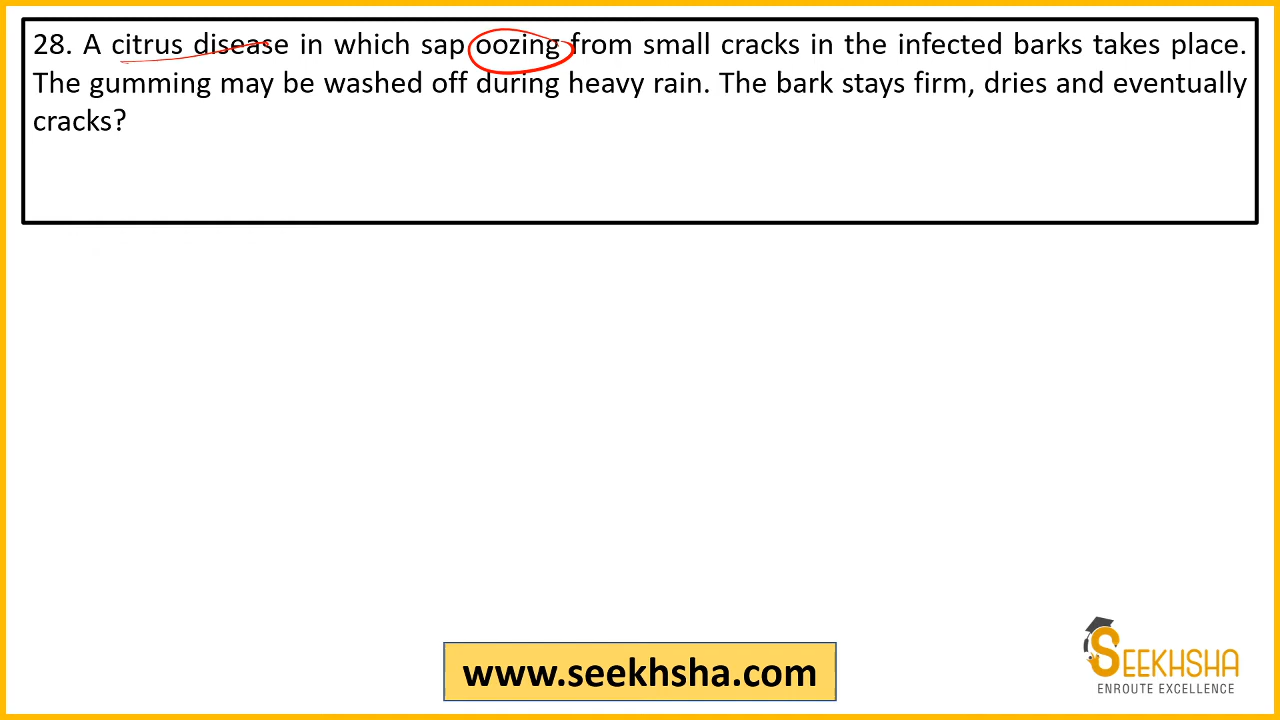 28. A citrus disease in which sap oozing from small cracks in the infected barks takes place.
The gumming may be washed off during heavy rain. The bark stays firm, dries and eventually
cracks?
www.seekhsha.com
SEEKHSHA
ENROUTE EXCELLENCE